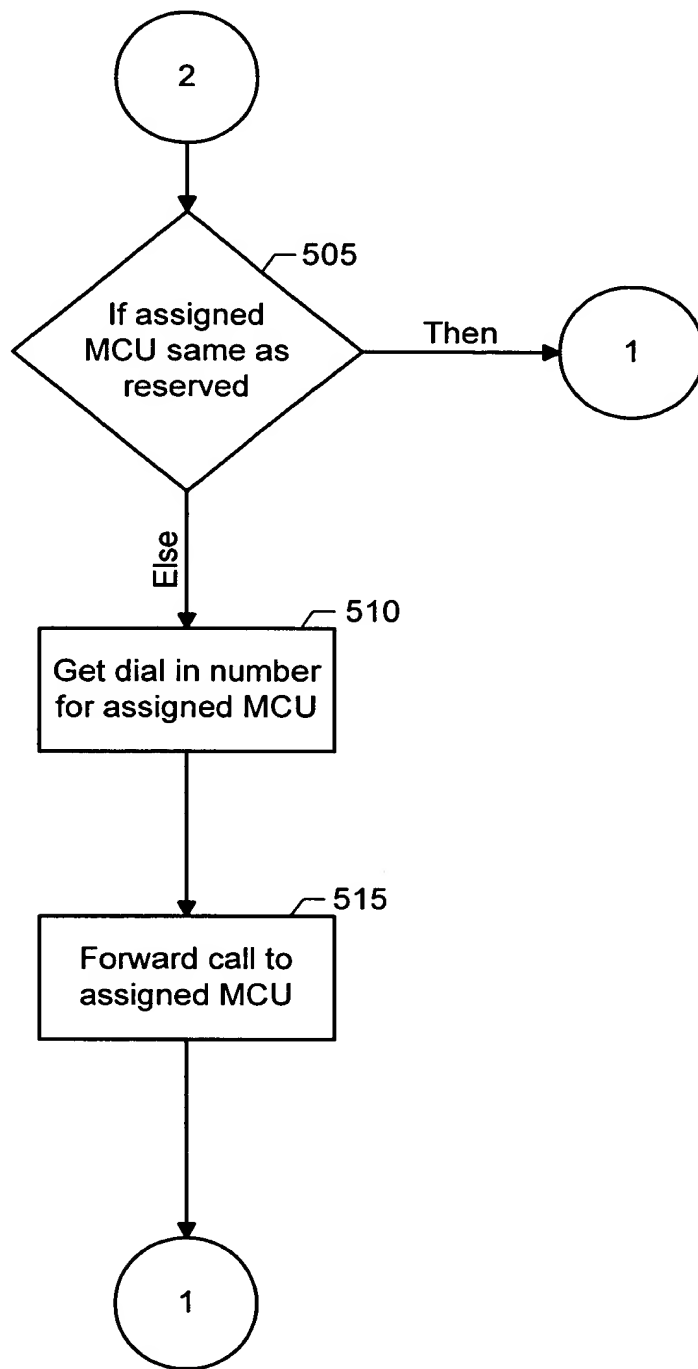 2
505
If assigned
MCU same as
reserved
Then
1
Else
510
Get dial in number
for assigned MCU
515
Forward call to
assigned MCU
1